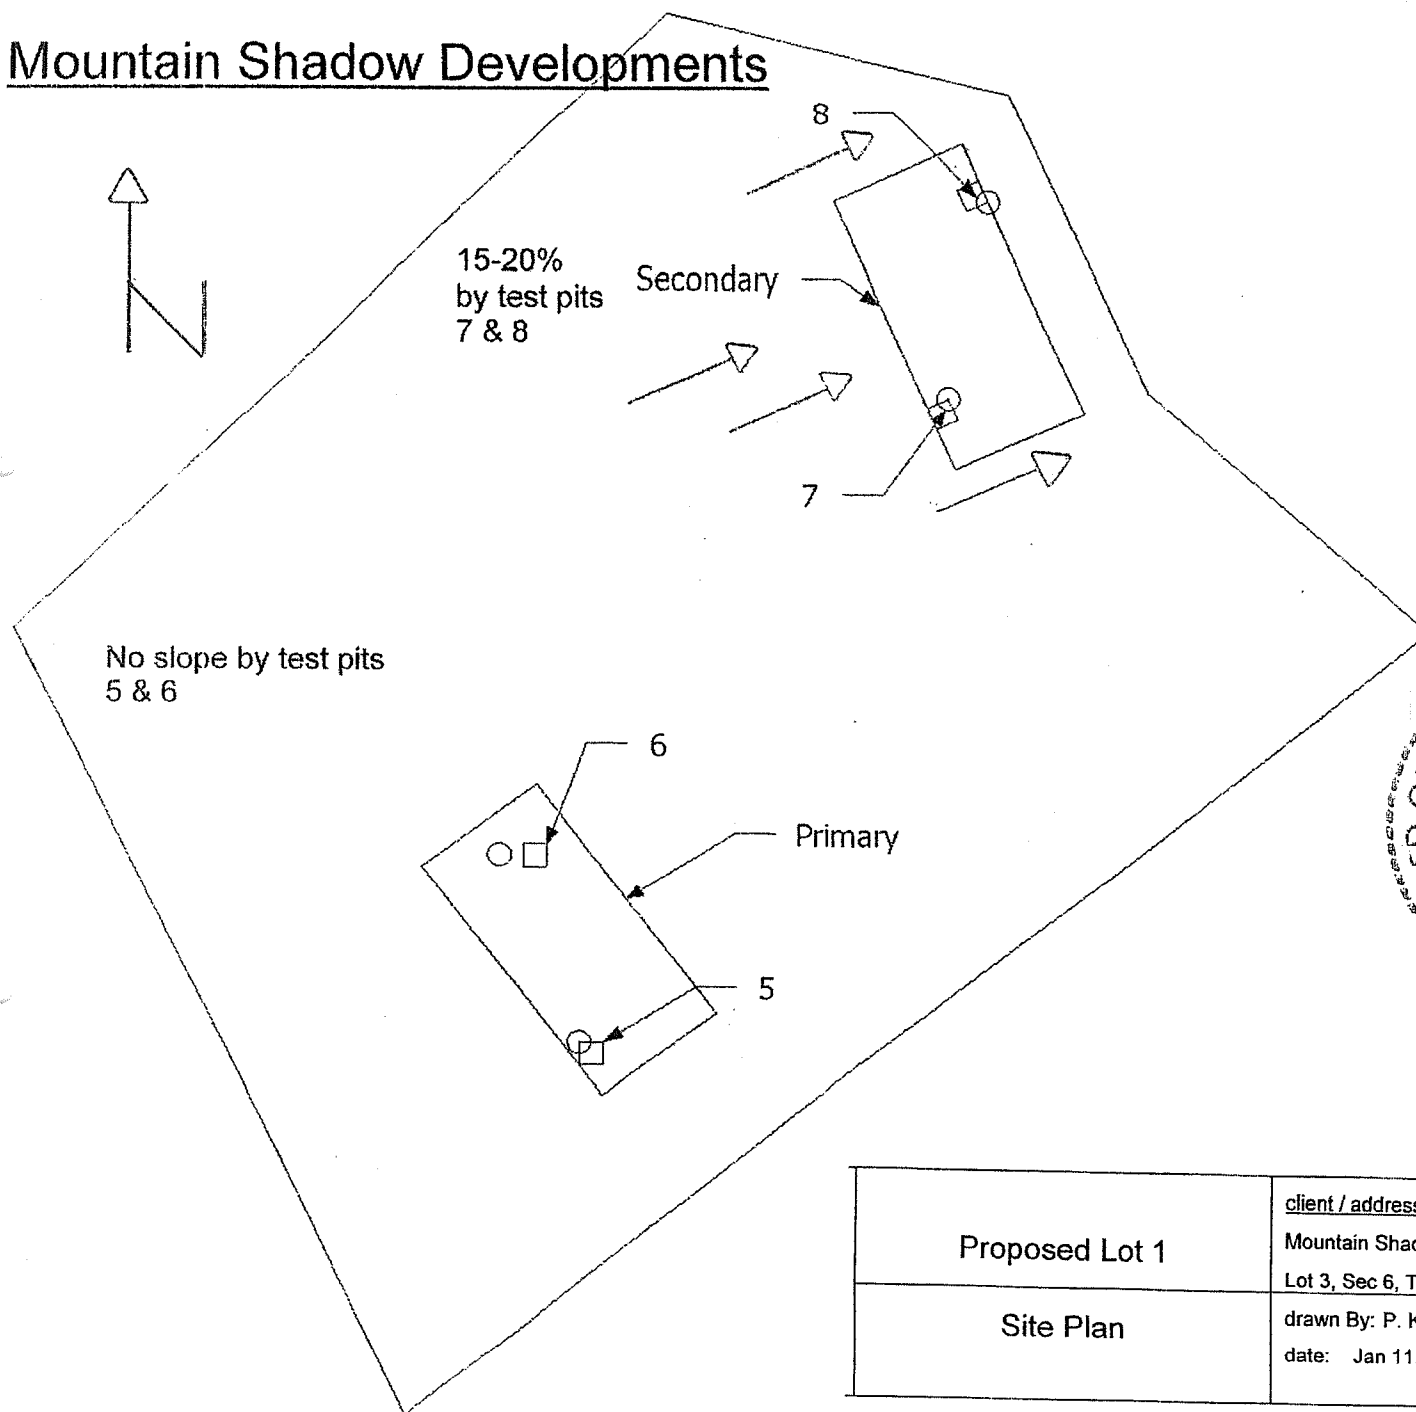 Mountain Shadow Developments
8
15-20%
by test pits
7 & 8
Secondary
7
No slope by test pits
5 & 6
6
Primary
5
Proposed Lot 1
Site Plan
client / address
Mountain Shad
Lot 3, Sec 6, T
drawn By: P. K
date: Jan 11